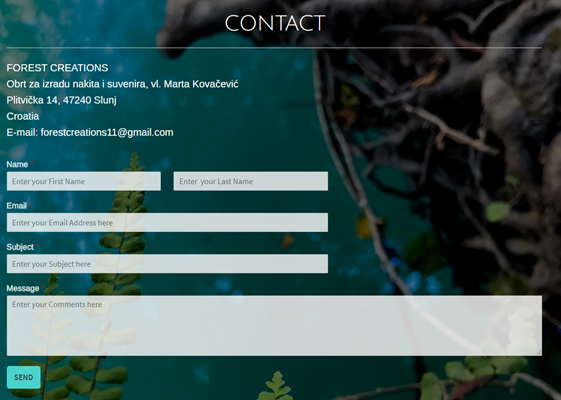 CONTACT
FOREST CREATIONS
Obrt za izradu nakita i suvenira, vl. Marta Kovačević
Plitvička 14, 47240 Slunj
Croatia
E-mail: forestcreations11@gmail.com
Name
Enter your First Name
Enter your Last Name
Email
Enter your Email Address here
Subject
Enter your Subject here
Message
Enter your Comments here
SEND